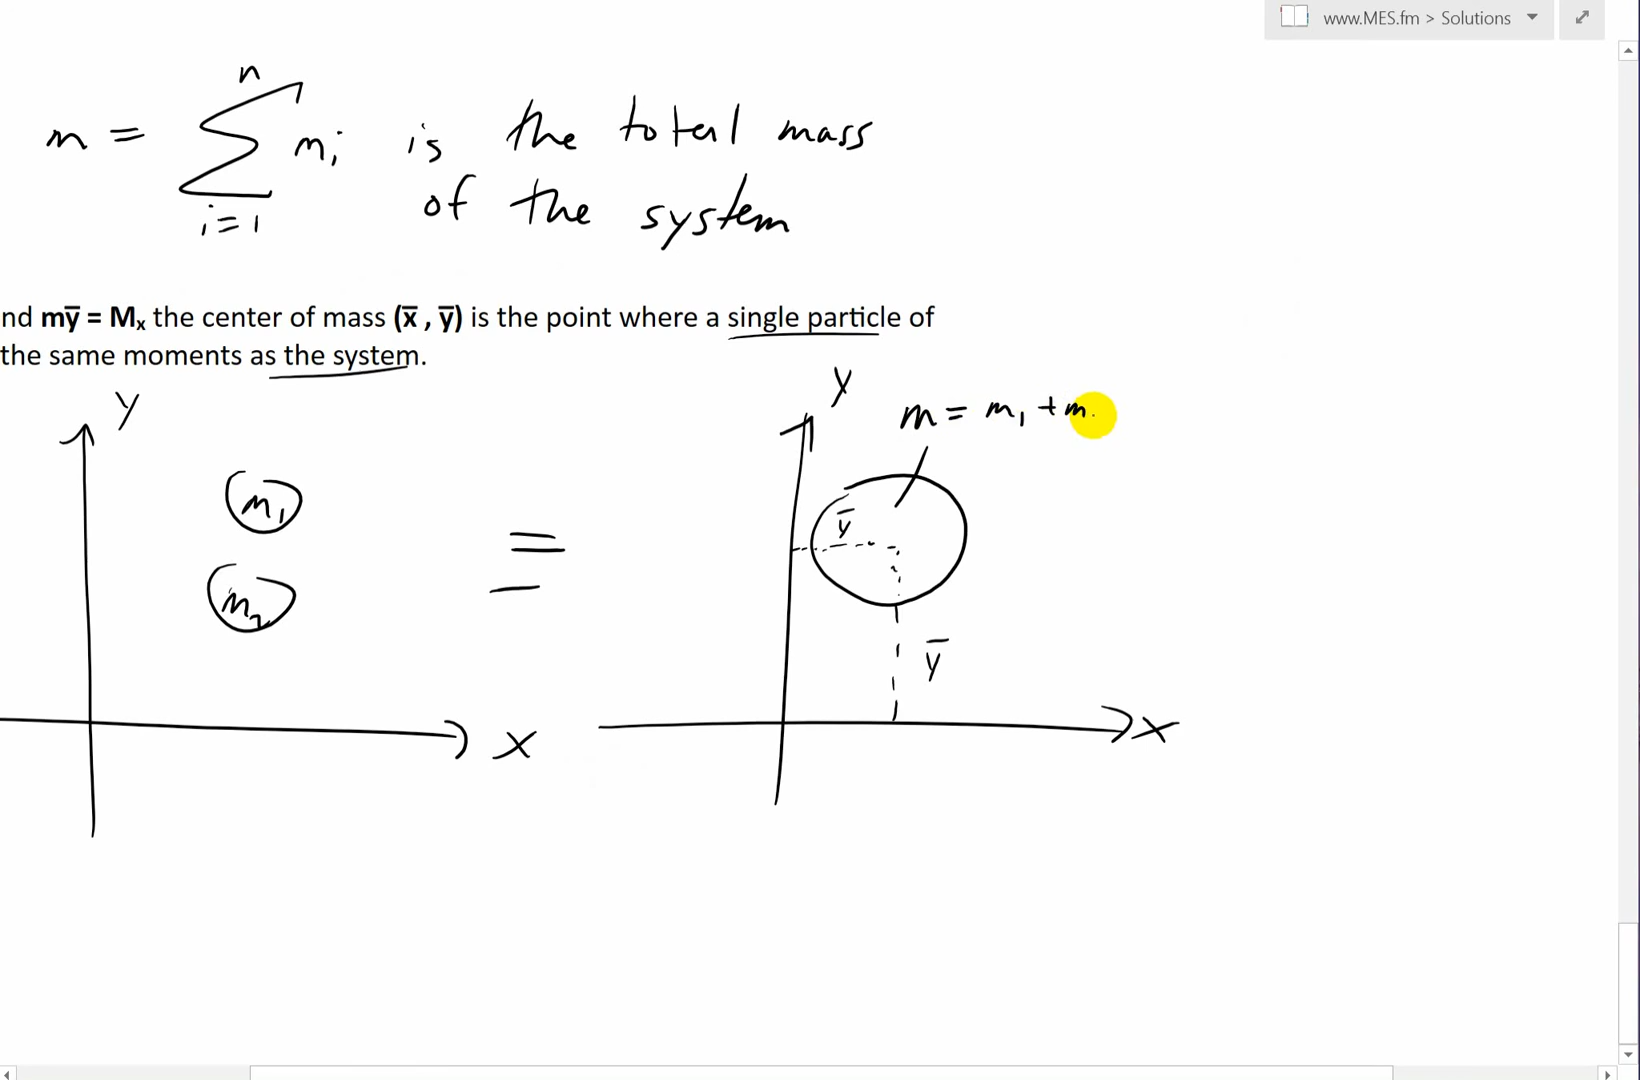 www.MES.fm > Solutions
n
m = ∑ mᵢ is the total mass
i=1 of the system
nd mȳ = Mₓ the center of mass (x̄ , ȳ) is the point where a single particle of
the same moments as the system.
y
y
m = m₁ + m
m₁
ȳ
=
m₂
ȳ
x
x